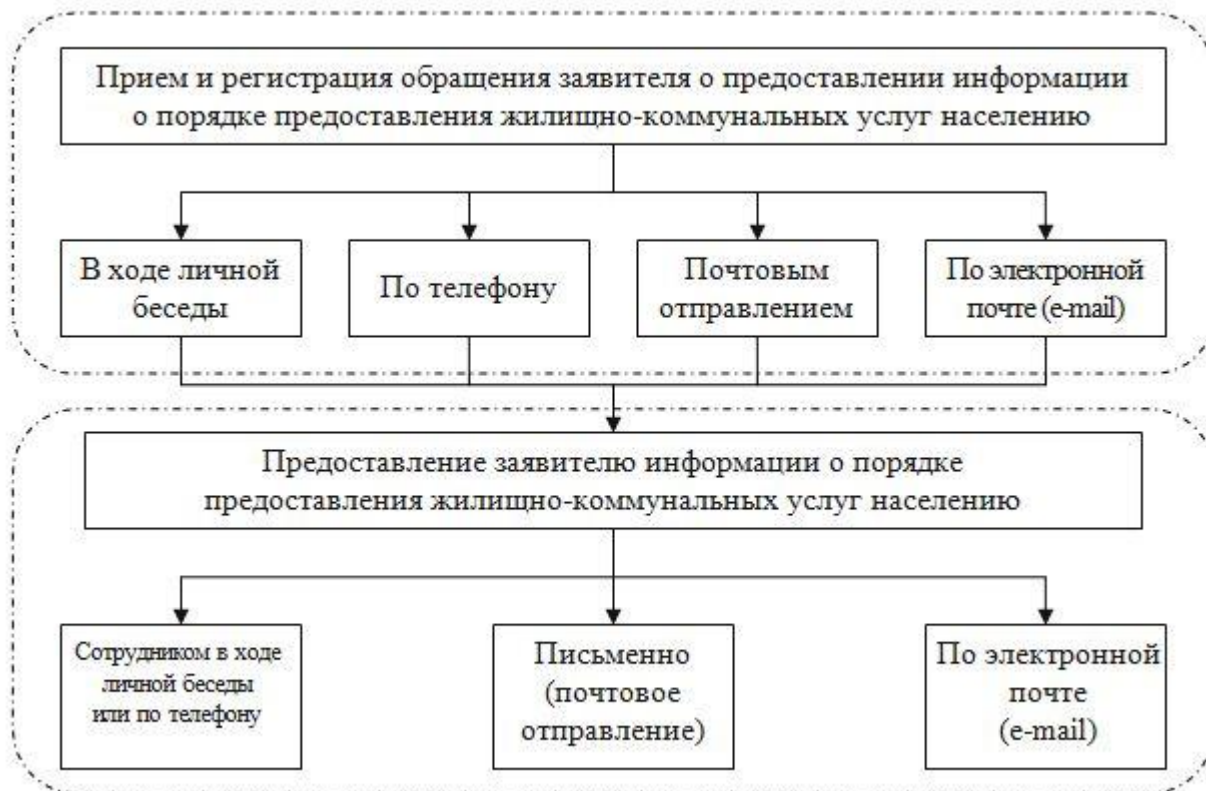 Прием и регистрация обращения заявителя о предоставлении информации
о порядке предоставления жилищно-коммунальных услуг населению
В ходе личной
беседы
По телефону
Почтовым
отправлением
По электронной
почте (e-mail)
Предоставление заявителю информации о порядке
предоставления жилищно-коммунальных услуг населению
Сотрудником в ходе
личной беседы
или по телефону
Письменно
(почтовое
отправление)
По электронной
почте
(e-mail)